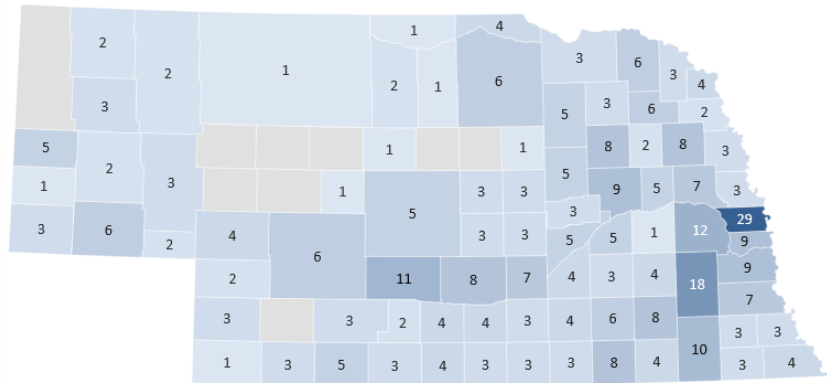 1 4
2 3 6
2 1 2 1 6 3 4
3 5 3 6 2
5 1 1 8 2 8 3
2 3 5
1 1 3 3 9 5 7 3
5 3 29
3 6 4 3 3 5 5 1 12 9
2 6
2 11 8 7 4 3 4 18 9
7
3 3 2 4 4 3 4 6 8 3 3
10
1 3 5 3 4 3 3 3 8 4 3 4